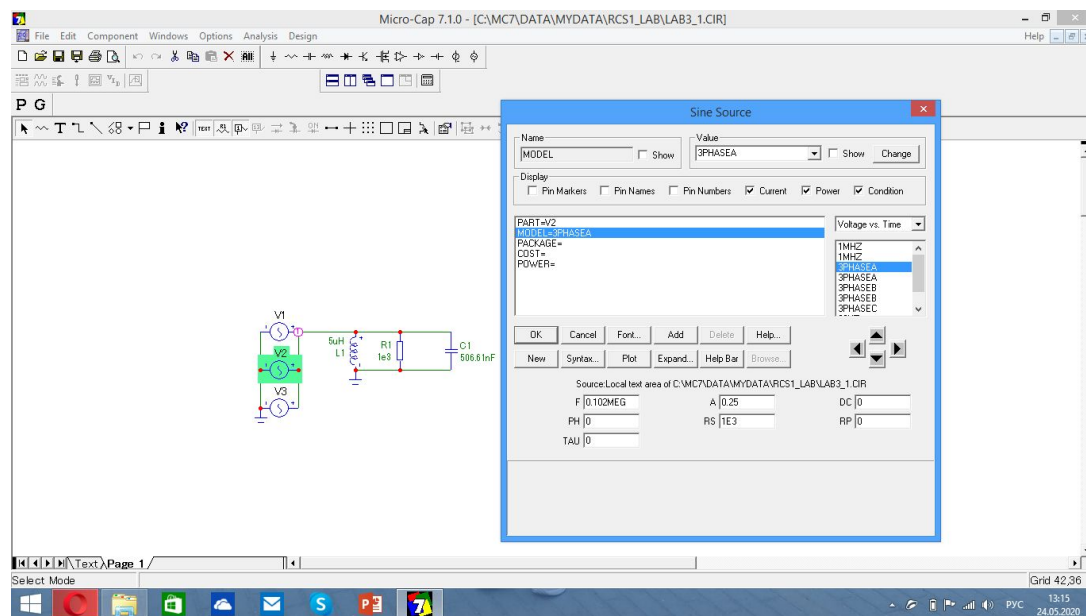 Micro-Cap 7.1.0 - [C:\MC7\DATA\MYDATA\RCS1_LAB\LAB3_1.CIR]
File Edit Component Windows Options Analysis Design Help
P G
Sine Source
Name
MODEL
Show
Value
3PHASEA
Show
Change
Display
Pin Markers Pin Names Pin Numbers Current Power Condition
PART=V2
MODEL=3PHASEA
PACKAGE=
COST=
POWER=
Voltage vs. Time
1MHZ
1MHZ
3PHASEA
3PHASEA
3PHASEB
3PHASEB
3PHASEC
OK Cancel Font... Add Delete Help...
New Syntax... Plot Expand... Help Bar Browse...
Source:Local text area of C:\MC7\DATA\MYDATA\RCS1_LAB\LAB3_1.CIR
F 0.102MEG A 0.25 DC 0
PH 0 RS 1E3 RP 0
TAU 0
V1
1
V2
V3
5uH
L1
R1
1e3
C1
506.61nF
Text Page 1
Select Mode
Grid 42,36
РУС
13:15
24.05.2020